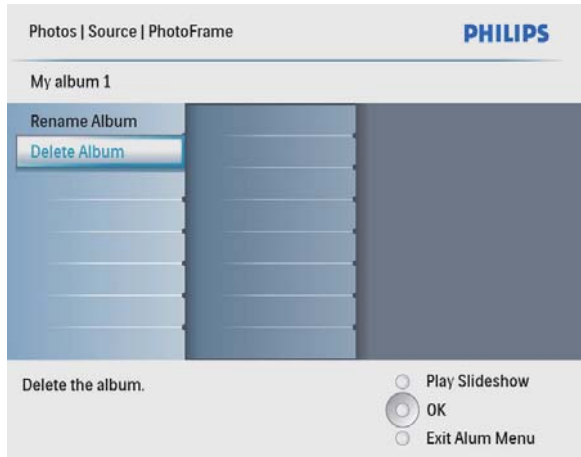 Photos | Source | PhotoFrame
PHILIPS
My album 1
Rename Album
Delete Album
Delete the album.
Play Slideshow
OK
Exit Alum Menu